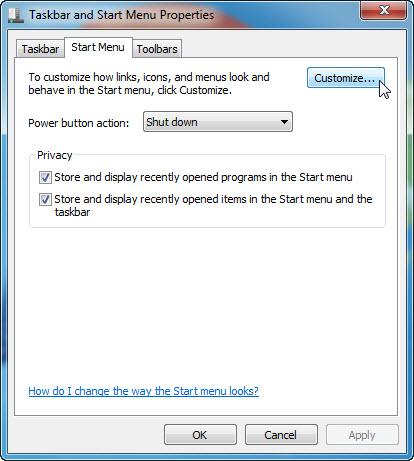 Taskbar and Start Menu Properties
Taskbar Start Menu Toolbars
To customize how links, icons, and menus look and
behave in the Start menu, click Customize.
Customize...
Power button action: Shut down
Privacy
Store and display recently opened programs in the Start menu
Store and display recently opened items in the Start menu and the
taskbar
How do I change the way the Start menu looks?
OK Cancel Apply